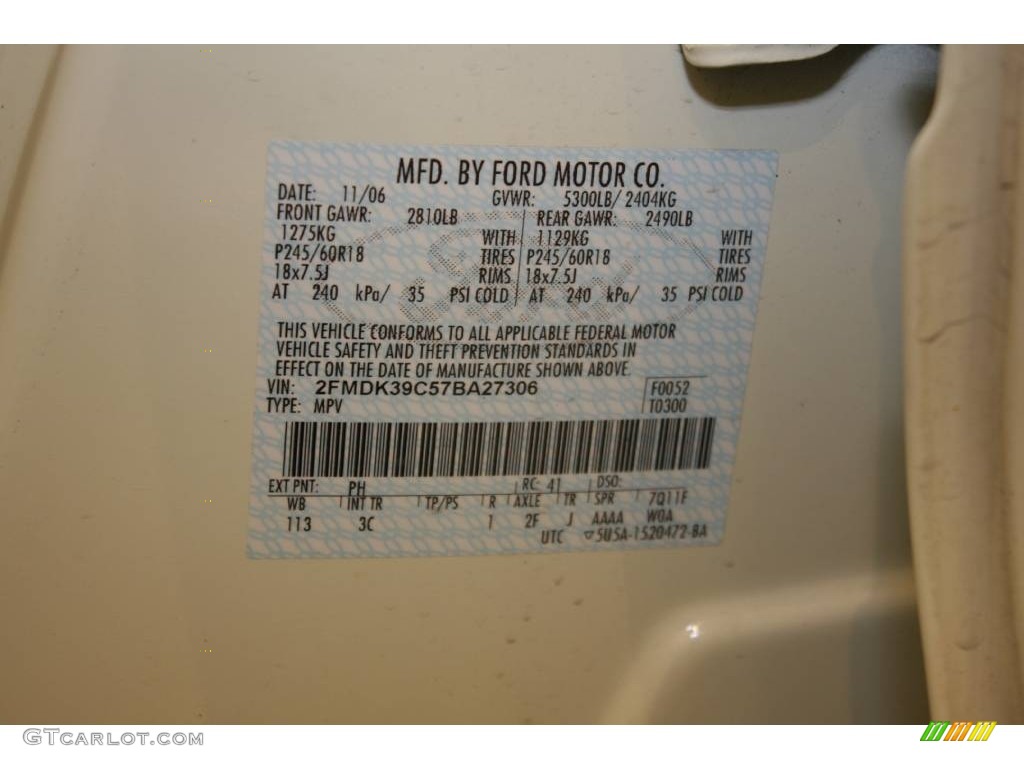 MFD. BY FORD MOTOR CO.
DATE: 11/06 GVWR: 5300LB/ 2404KG
FRONT GAWR: 2810LB REAR GAWR: 2490LB
1275KG WITH 1129KG WITH
P245/60R18 TIRES P245/60R18 TIRES
18x7.5J RIMS 18x7.5J RIMS
AT 240 kPa/ 35 PSI COLD AT 240 kPa/ 35 PSI COLD
THIS VEHICLE CONFORMS TO ALL APPLICABLE FEDERAL MOTOR
VEHICLE SAFETY AND THEFT PREVENTION STANDARDS IN
EFFECT ON THE DATE OF MANUFACTURE SHOWN ABOVE.
VIN: 2FMDK39C57BA27306 F0052
TYPE: MPV T0300
EXT PNT: PH RC: 41 DSO:
WB INT TR TP/PS R AXLE TR SPR 7Q11F
113 3C 1 2F J AAAA WOA
UTC ▽5U5A-1520472-BA
GTCARLOT.COM